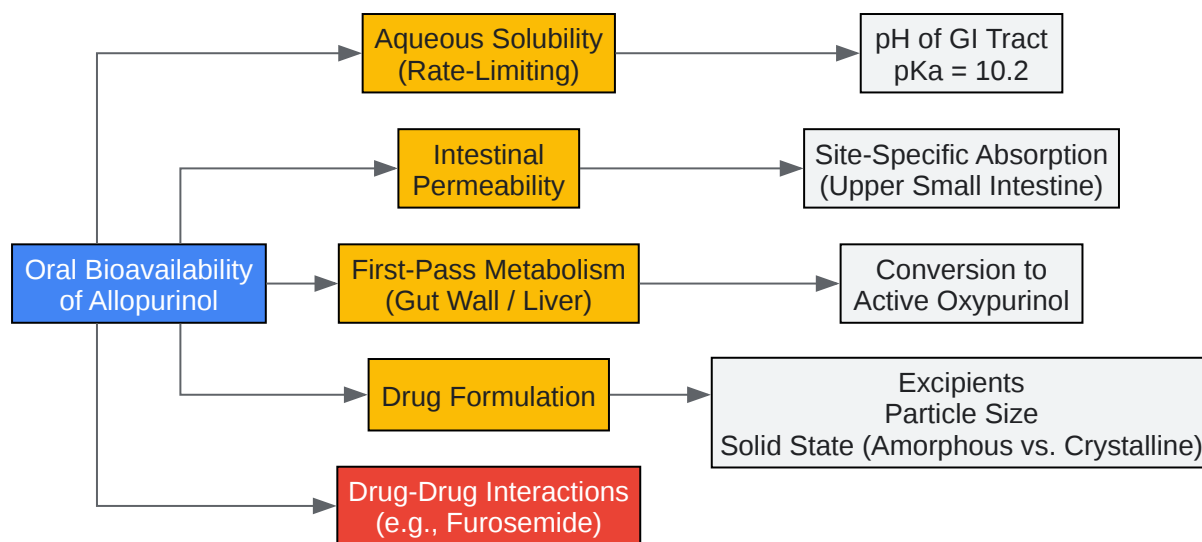 Aqueous Solubility
(Rate-Limiting)
pH of GI Tract
pKa = 10.2
Intestinal
Permeability
Site-Specific Absorption
(Upper Small Intestine)
Oral Bioavailability
of Allopurinol
First-Pass Metabolism
(Gut Wall / Liver)
Conversion to
Active Oxypurinol
Drug Formulation
Excipients
Particle Size
Solid State (Amorphous vs. Crystalline)
Drug-Drug Interactions
(e.g., Furosemide)